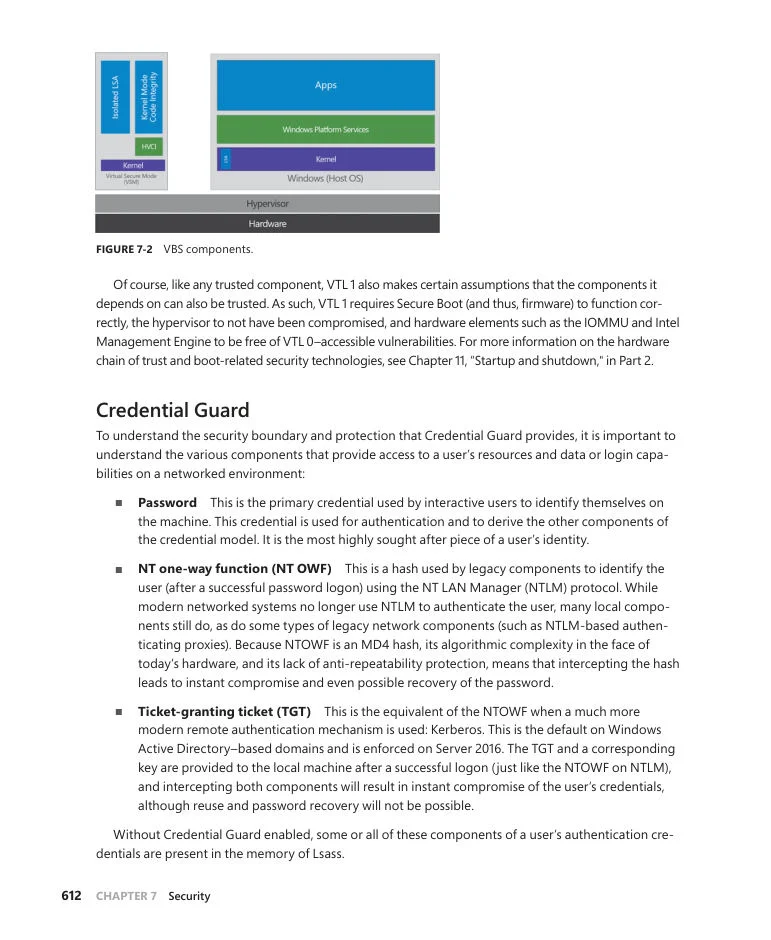 Isolated LSA
Kernel Mode
Code Integrity
HVCI
Kernel
Virtual Secure Mode
(VSM)
Apps
Windows Platform Services
LSA
Kernel
Windows (Host OS)
Hypervisor
Hardware
FIGURE 7-2 VBS components.
Of course, like any trusted component, VTL 1 also makes certain assumptions that the components it
depends on can also be trusted. As such, VTL 1 requires Secure Boot (and thus, firmware) to function cor-
rectly, the hypervisor to not have been compromised, and hardware elements such as the IOMMU and Intel
Management Engine to be free of VTL 0–accessible vulnerabilities. For more information on the hardware
chain of trust and boot-related security technologies, see Chapter 11, "Startup and shutdown," in Part 2.
Credential Guard
To understand the security boundary and protection that Credential Guard provides, it is important to
understand the various components that provide access to a user's resources and data or login capa-
bilities on a networked environment:
■ Password This is the primary credential used by interactive users to identify themselves on
the machine. This credential is used for authentication and to derive the other components of
the credential model. It is the most highly sought after piece of a user's identity.
■ NT one-way function (NT OWF) This is a hash used by legacy components to identify the
user (after a successful password logon) using the NT LAN Manager (NTLM) protocol. While
modern networked systems no longer use NTLM to authenticate the user, many local compo-
nents still do, as do some types of legacy network components (such as NTLM-based authen-
ticating proxies). Because NTOWF is an MD4 hash, its algorithmic complexity in the face of
today's hardware, and its lack of anti-repeatability protection, means that intercepting the hash
leads to instant compromise and even possible recovery of the password.
■ Ticket-granting ticket (TGT) This is the equivalent of the NTOWF when a much more
modern remote authentication mechanism is used: Kerberos. This is the default on Windows
Active Directory–based domains and is enforced on Server 2016. The TGT and a corresponding
key are provided to the local machine after a successful logon (just like the NTOWF on NTLM),
and intercepting both components will result in instant compromise of the user's credentials,
although reuse and password recovery will not be possible.
Without Credential Guard enabled, some or all of these components of a user's authentication cre-
dentials are present in the memory of Lsass.
612 CHAPTER 7 Security